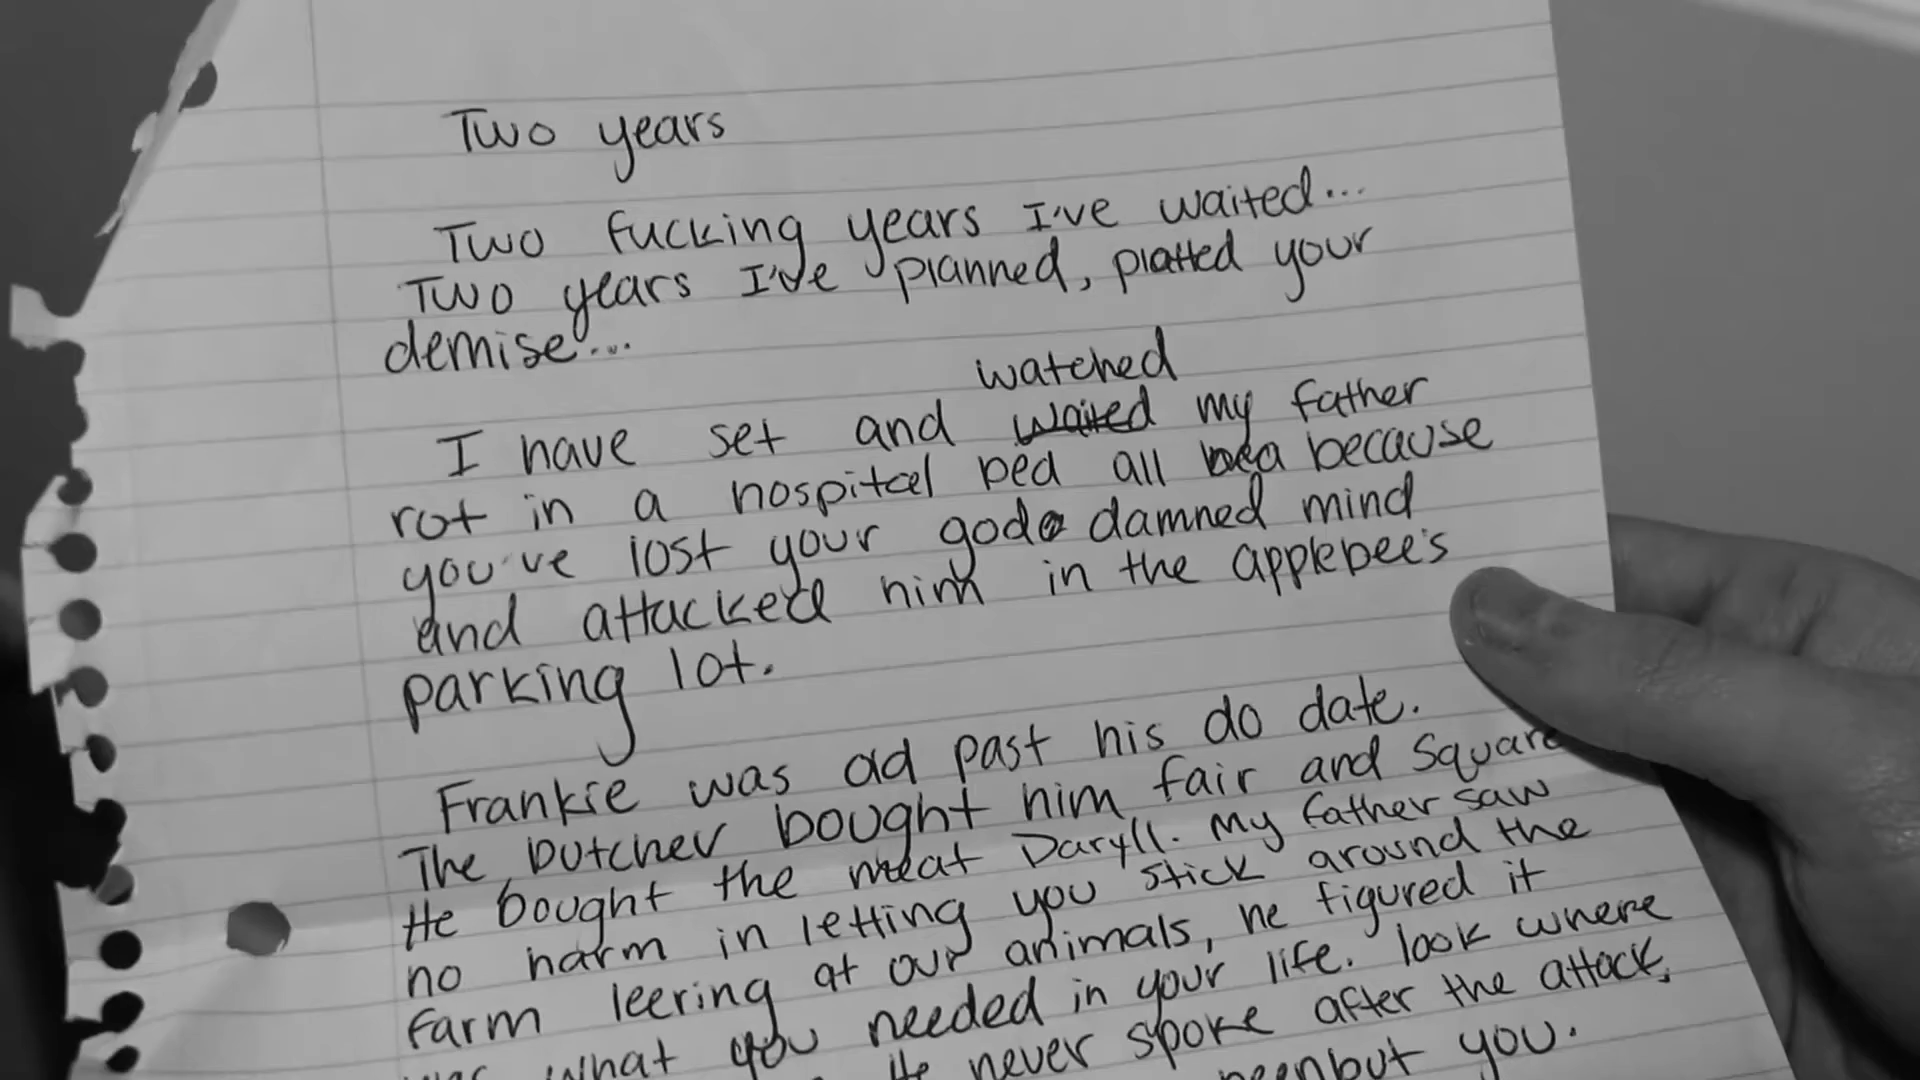 Two years
Two fucking years I've waited...
Two years I've planned, platted your
demise...
watched
I have set and waited my father
rot in a hospital bed all bea because
you've lost your god damned mind
and attacked him in the applebee's
parking lot.
Frankie was old past his do date.
The butcher bought him fair and square
He bought the meat Daryll. My father saw
no harm in letting you stick around the
farm leering at our animals, he figured it
what you needed in your life. look where
He never spoke after the attack,
but you.